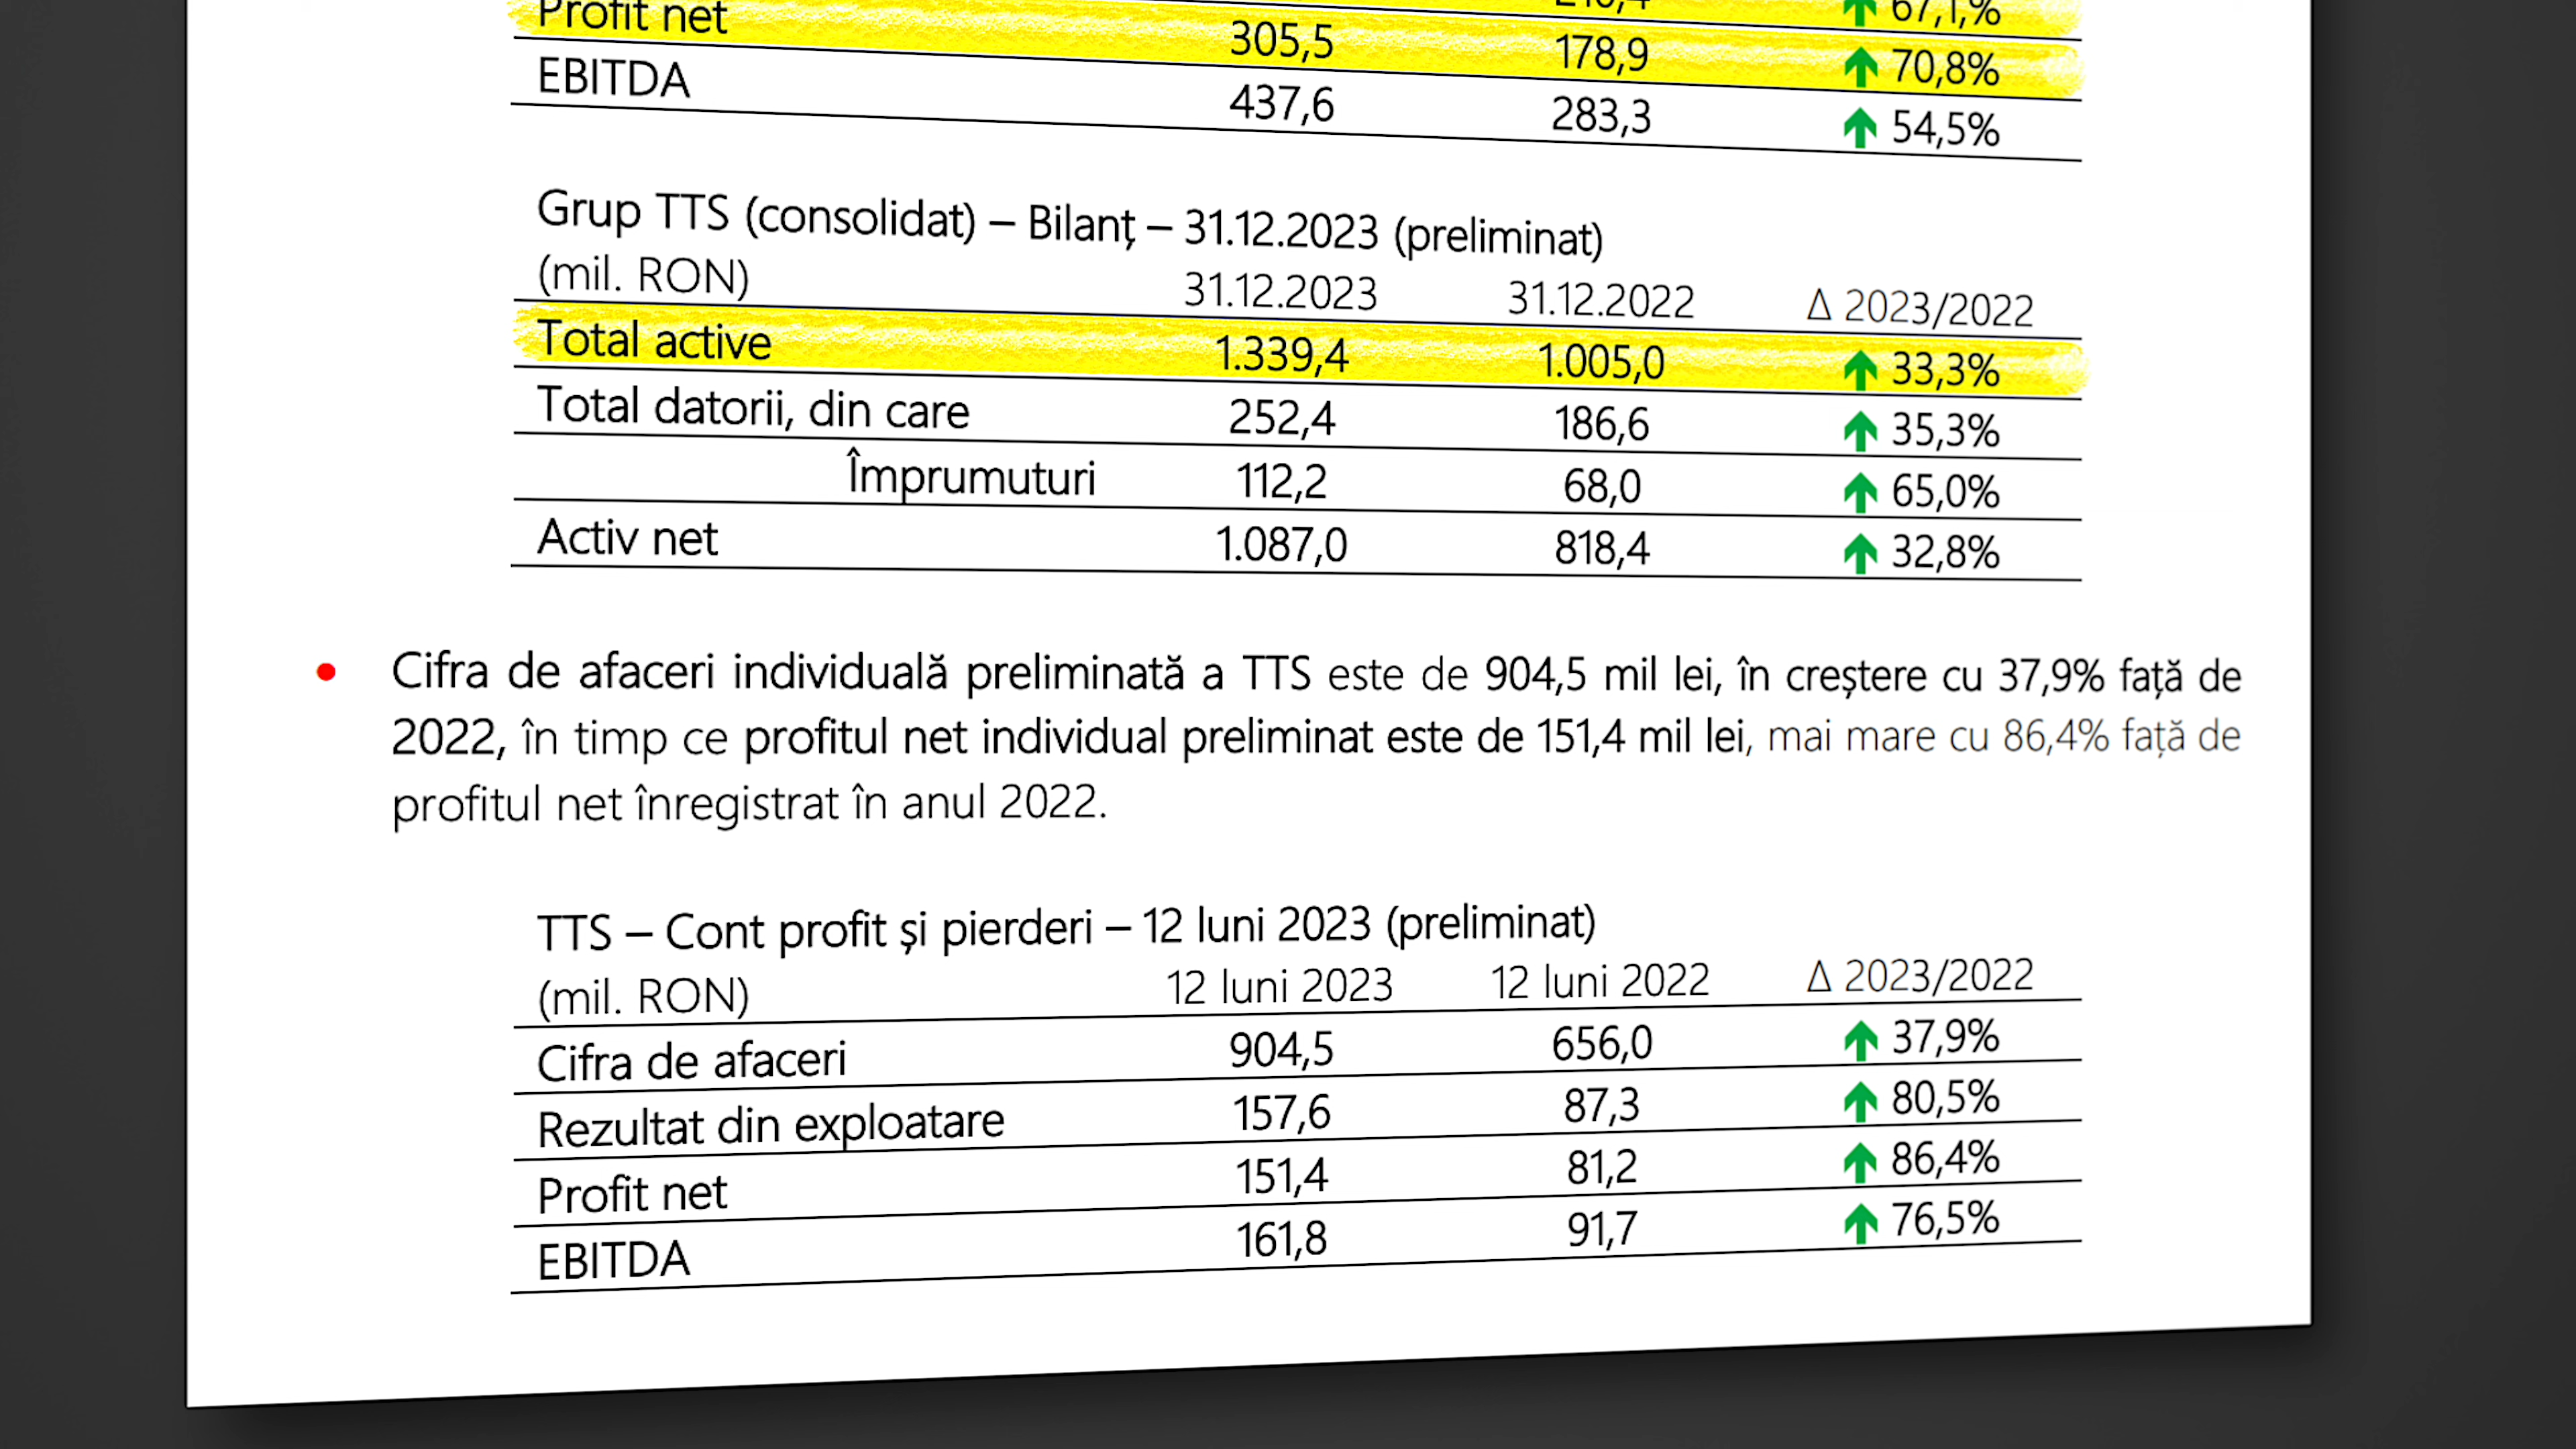 Profit net 305,5 178,9 70,8%
67,1,%
EBITDA 437,6 283,3 54,5%
Grup TTS (consolidat) – Bilanț – 31.12.2023 (preliminat)
(mil. RON) 31.12.2023 31.12.2022 Δ 2023/2022
Total active 1.339,4 1.005,0 33,3%
Total datorii, din care 252,4 186,6 35,3%
Împrumuturi 112,2 68,0 65,0%
Activ net 1.087,0 818,4 32,8%
• Cifra de afaceri individuală preliminată a TTS este de 904,5 mil lei, în creștere cu 37,9% față de
2022, în timp ce profitul net individual preliminat este de 151,4 mil lei, mai mare cu 86,4% față de
profitul net înregistrat în anul 2022.
TTS – Cont profit și pierderi – 12 luni 2023 (preliminat)
(mil. RON) 12 luni 2023 12 luni 2022 Δ 2023/2022
Cifra de afaceri 904,5 656,0 37,9%
Rezultat din exploatare 157,6 87,3 80,5%
Profit net 151,4 81,2 86,4%
EBITDA 161,8 91,7 76,5%